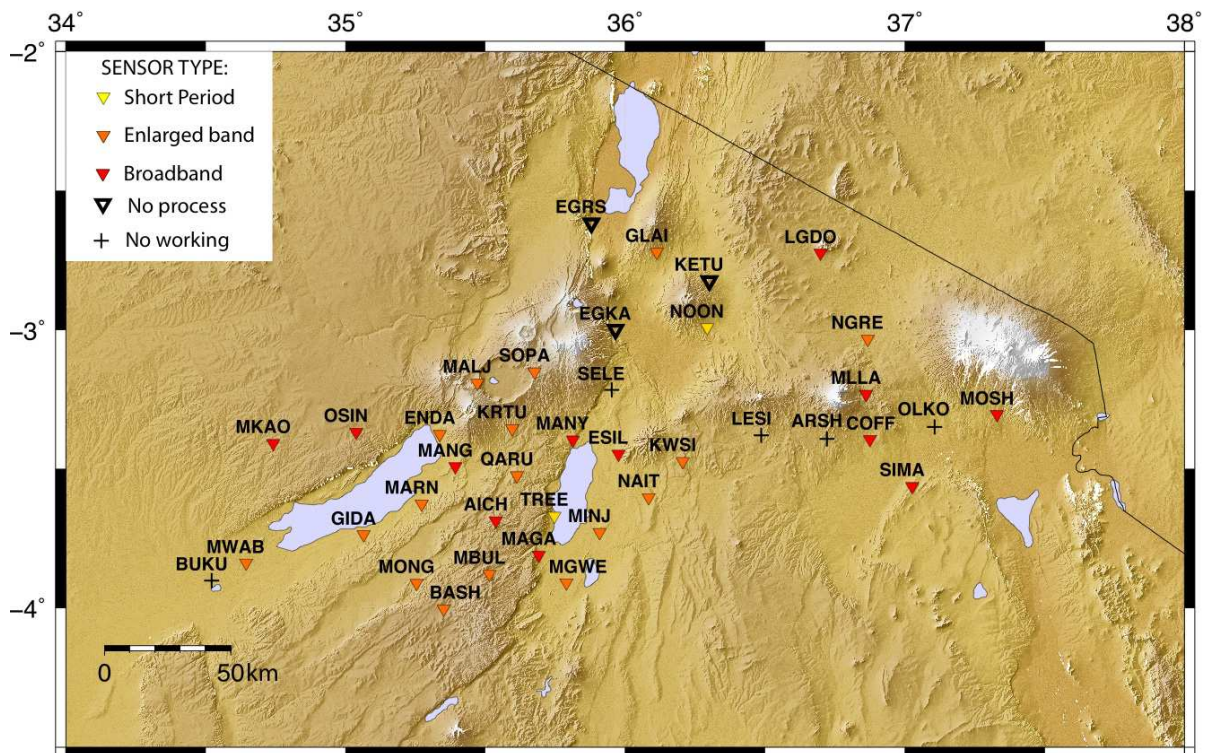 34°
35°
36°
37°
38°
-2°
SENSOR TYPE:
Short Period
Enlarged band
Broadband
No process
No working
EGRS
GLAI
LGDO
KETU
-3°
EGKA
NOON
NGRE
SOPA
MALJ
SELE
MLLA
MKAO
OSIN
ENDA
KRTU
MANY
LESI
ARSH
COFF
OLKO
MOSH
MANG
QARU
ESIL
KWSI
SIMA
MARN
AICH
TREE
NAIT
GIDA
MINJ
MWAB
BUKU
MONG
MBUL
MAGA
MGWE
BASH
-4°
0 50km